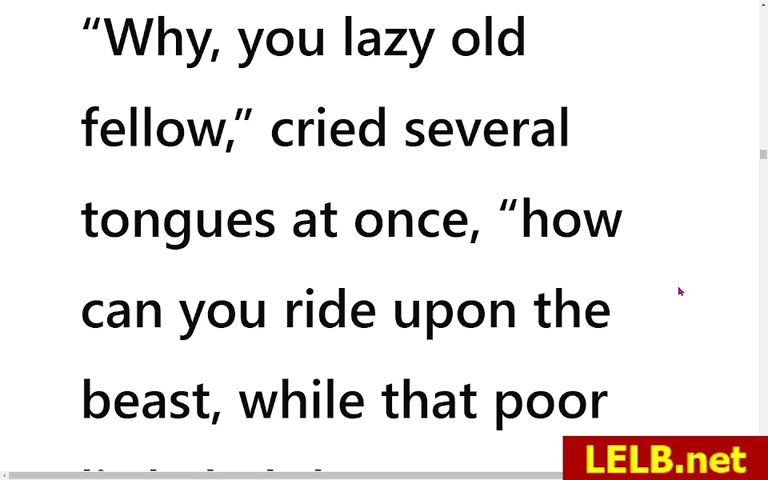 “Why, you lazy old
fellow,” cried several
tongues at once, “how
can you ride upon the
beast, while that poor
LELB.net